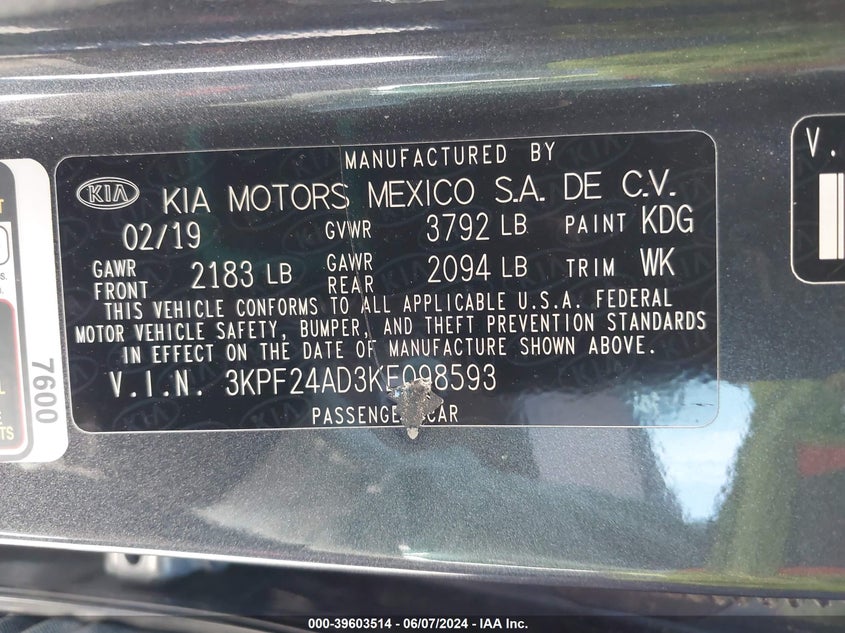 MANUFACTURED BY
KIA KIA MOTORS MEXICO S.A. DE C.V.
02/19 GVWR 3792 LB PAINT KDG
GAWR FRONT 2183 LB GAWR REAR 2094 LB TRIM WK
THIS VEHICLE CONFORMS TO ALL APPLICABLE U.S.A. FEDERAL
MOTOR VEHICLE SAFETY, BUMPER, AND THEFT PREVENTION STANDARDS
IN EFFECT ON THE DATE OF MANUFACTURE SHOWN ABOVE.
V.I.N. 3KPF24AD3KE098593
PASSENGER CAR
7600
V.
000-39603514 - 06/07/2024 - IAA Inc.